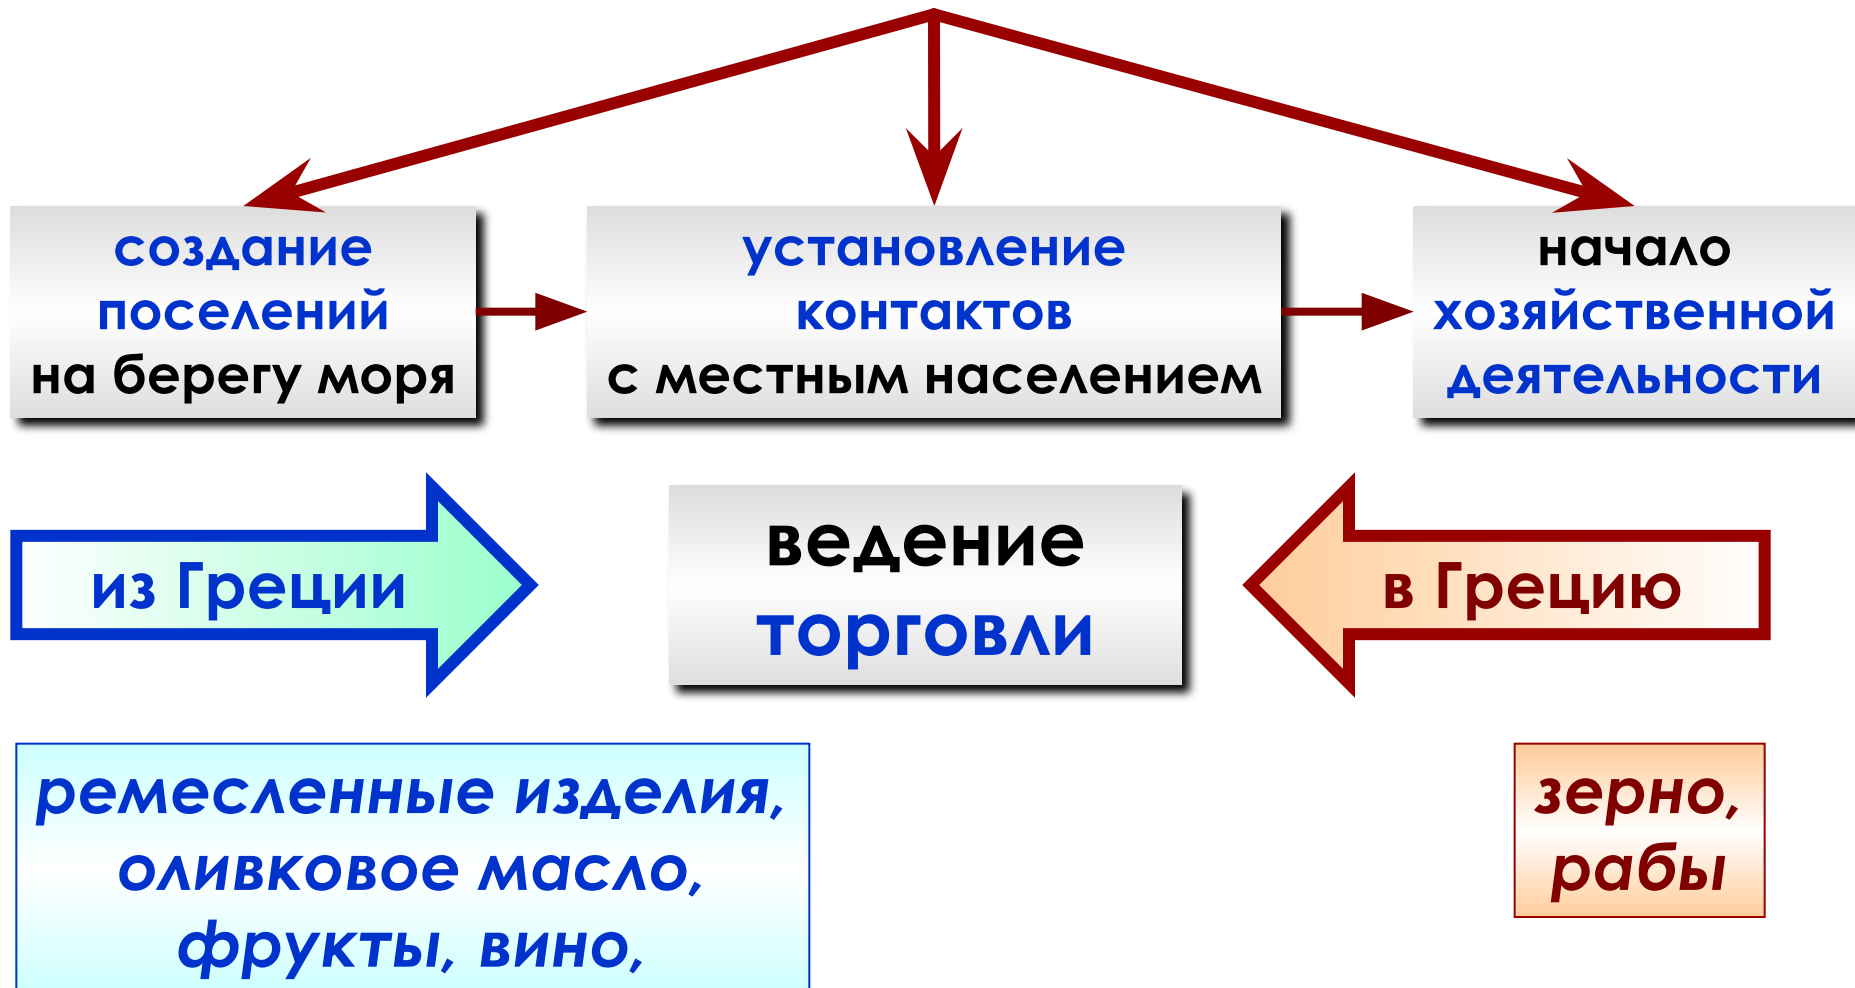 создание
поселений
на берегу моря
установление
контактов
с местным населением
начало
хозяйственной
деятельности
из Греции
ведение
торговли
в Грецию
ремесленные изделия,
оливковое масло,
фрукты, вино,
зерно,
рабы